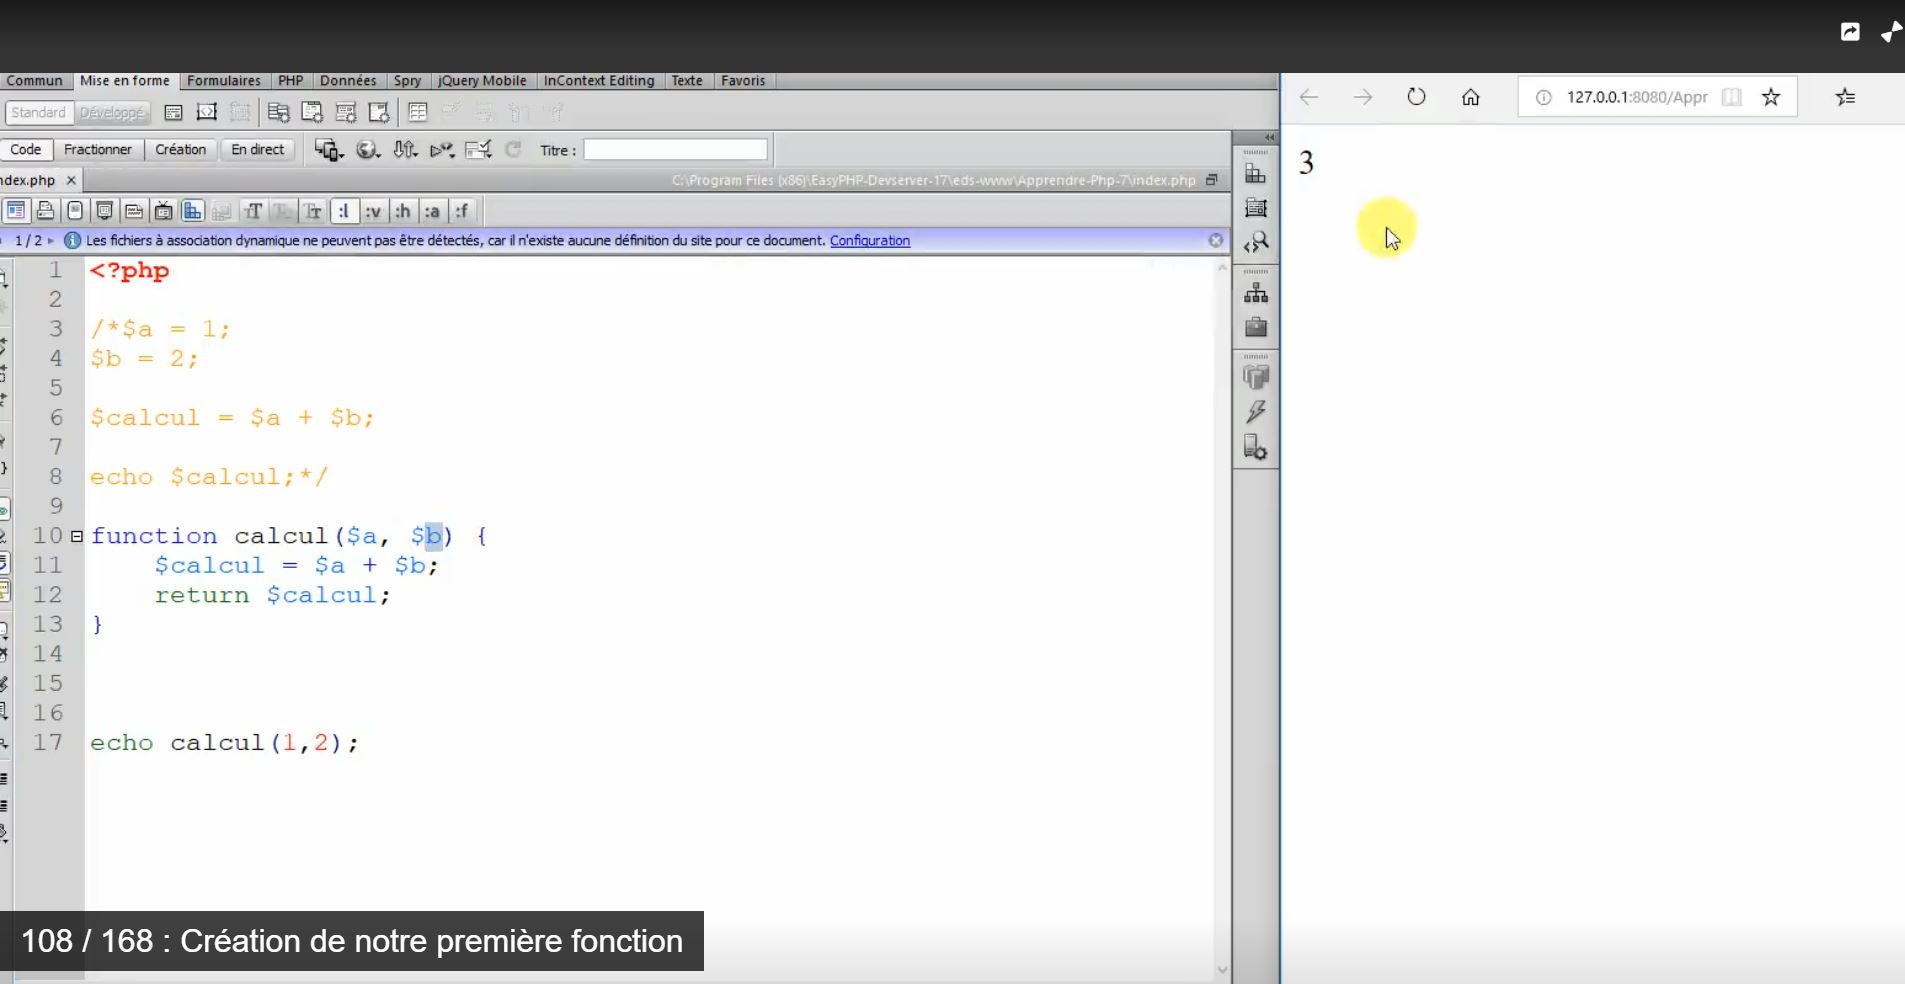 Commun Mise en forme Formulaires PHP Données Spry jQuery Mobile InContext Editing Texte Favoris
Standard Développé
Code Fractionner Création En direct Titre :
ndex.php C:\Program Files (x86)\EasyPHP-Devserver-17\eds-www\Apprendre-Php-7\index.php
:l :v :h :a :f
1 / 2 Les fichiers à association dynamique ne peuvent pas être détectés, car il n'existe aucune définition du site pour ce document. Configuration
1 <?php
2
3 /*$a = 1;
4 $b = 2;
5
6 $calcul = $a + $b;
7
8 echo $calcul;*/
9
10 function calcul($a, $b) {
11 $calcul = $a + $b;
12 return $calcul;
13 }
14
15
16
17 echo calcul(1,2);
108 / 168 : Création de notre première fonction
127.0.0.1:8080/Appr
3